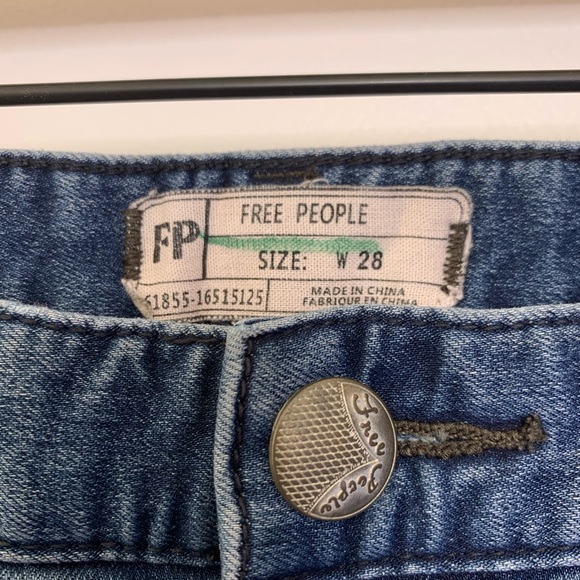 FP
FREE PEOPLE
SIZE: W 28
61855-16515125
MADE IN CHINA
FABRIQUE EN CHINA
Free
People